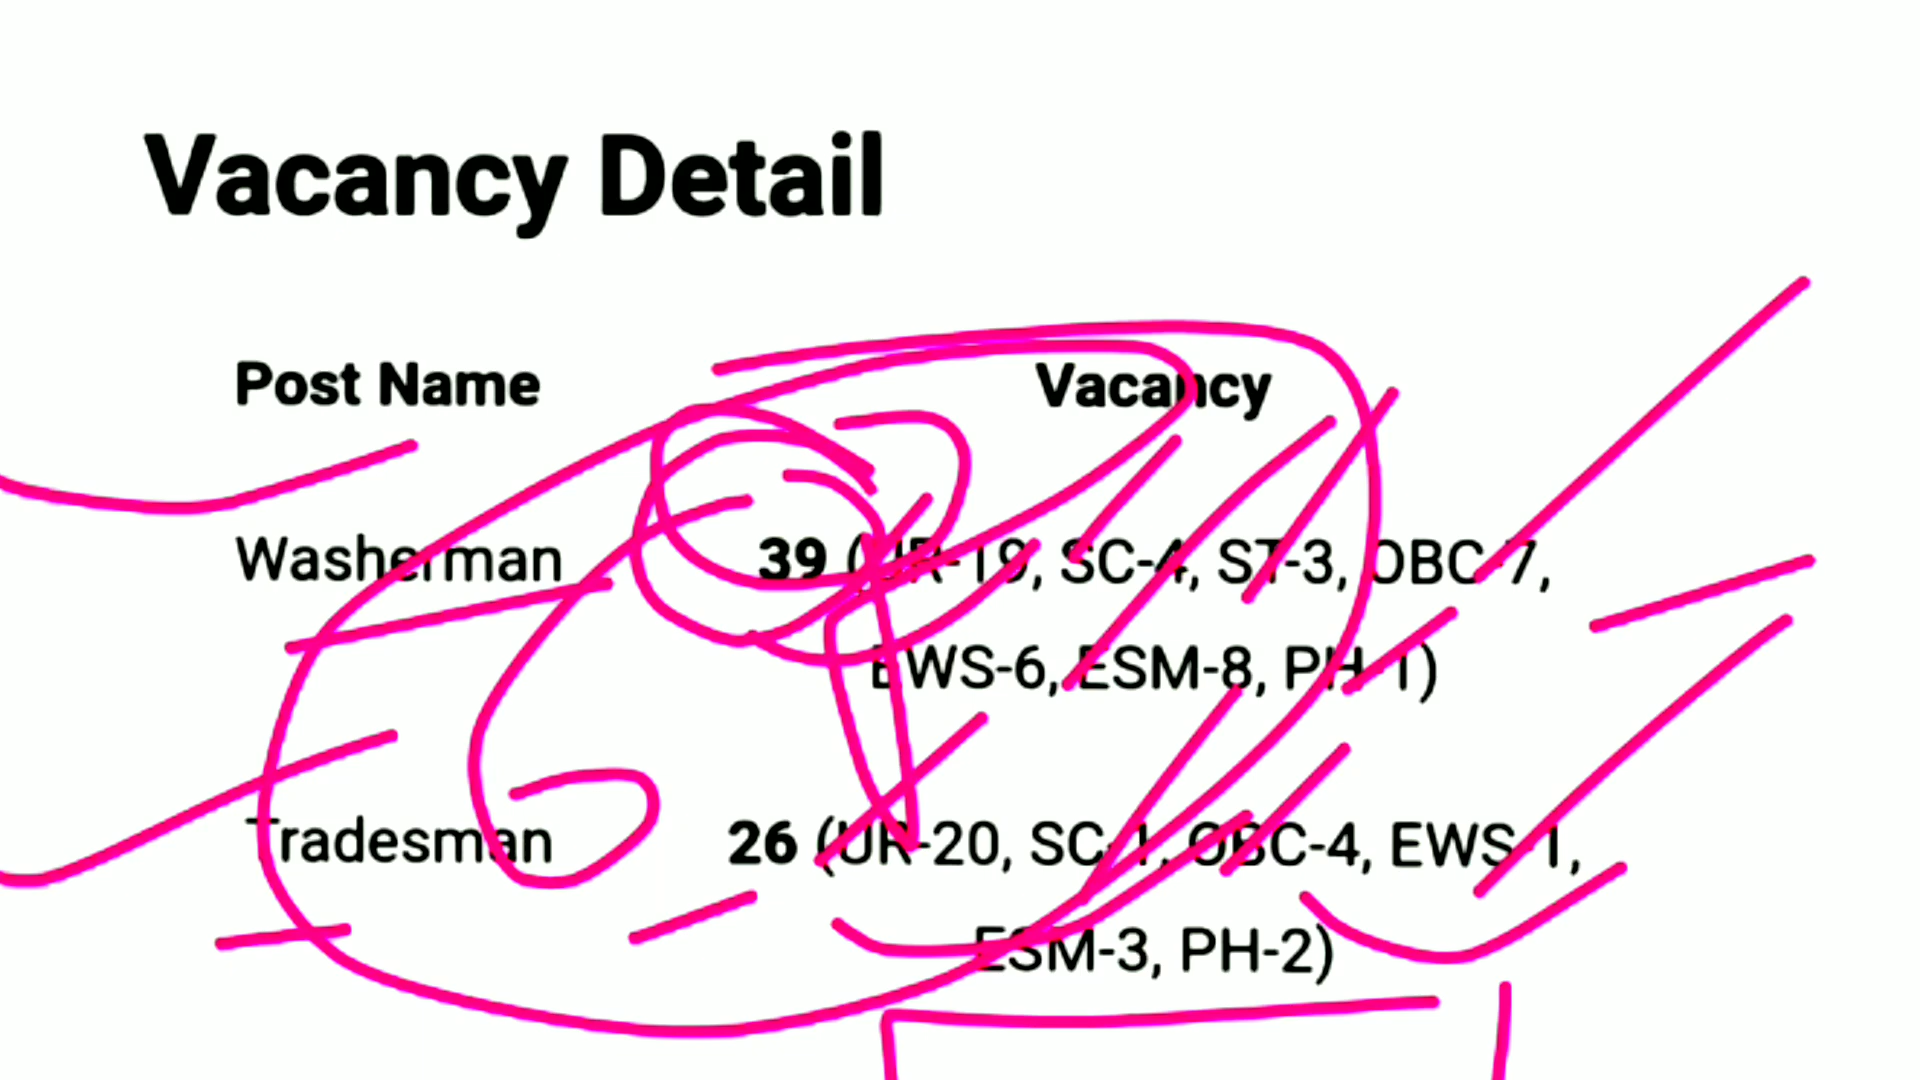 Vacancy Detail
Post Name Vacancy
Washerman 39 (UR-19, SC-4, ST-3, OBC-7,
EWS-6, ESM-8, PH-1)
Tradesman 26 (UR-20, SC-1, OBC-4, EWS-1,
ESM-3, PH-2)